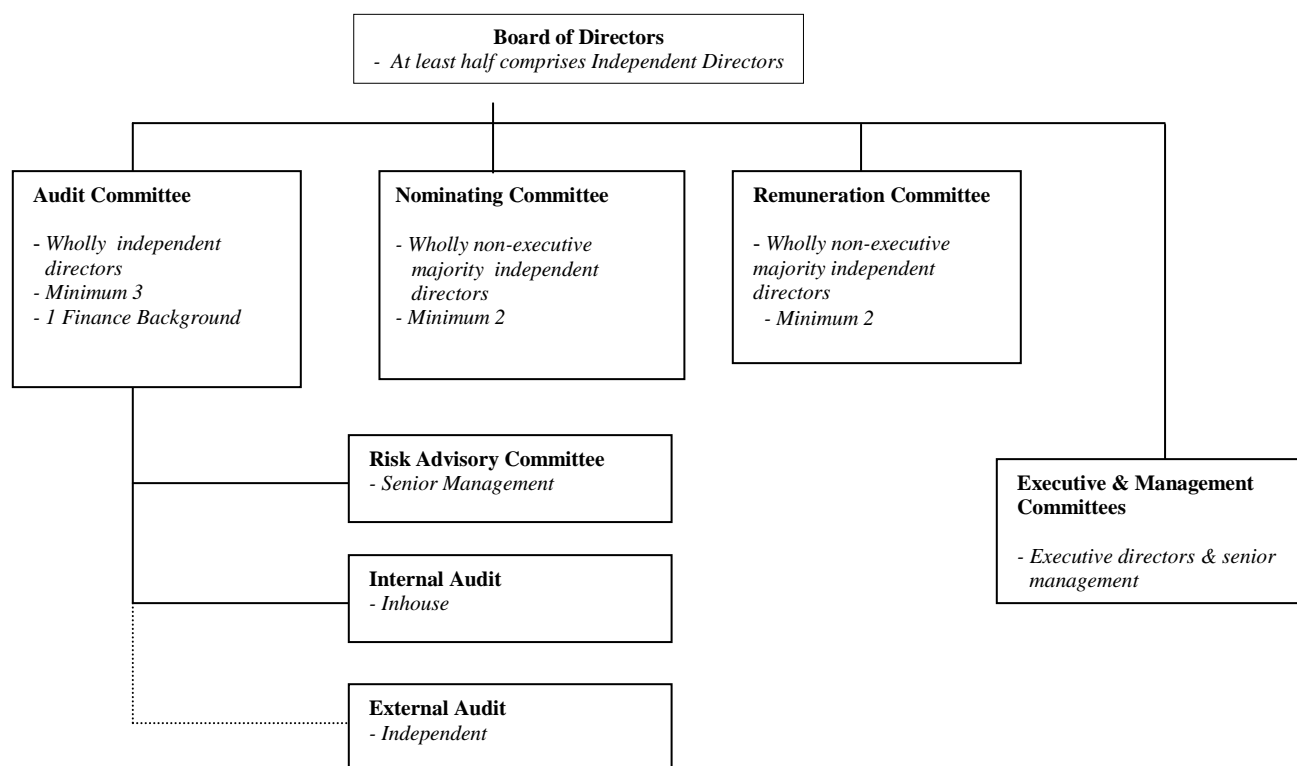 Board of Directors
- At least half comprises Independent Directors
Audit Committee
- Wholly independent
directors
- Minimum 3
- 1 Finance Background
Nominating Committee
- Wholly non-executive
majority independent
directors
- Minimum 2
Remuneration Committee
- Wholly non-executive
majority independent
directors
- Minimum 2
Risk Advisory Committee
- Senior Management
Executive & Management
Committees
- Executive directors & senior
management
Internal Audit
- Inhouse
External Audit
- Independent